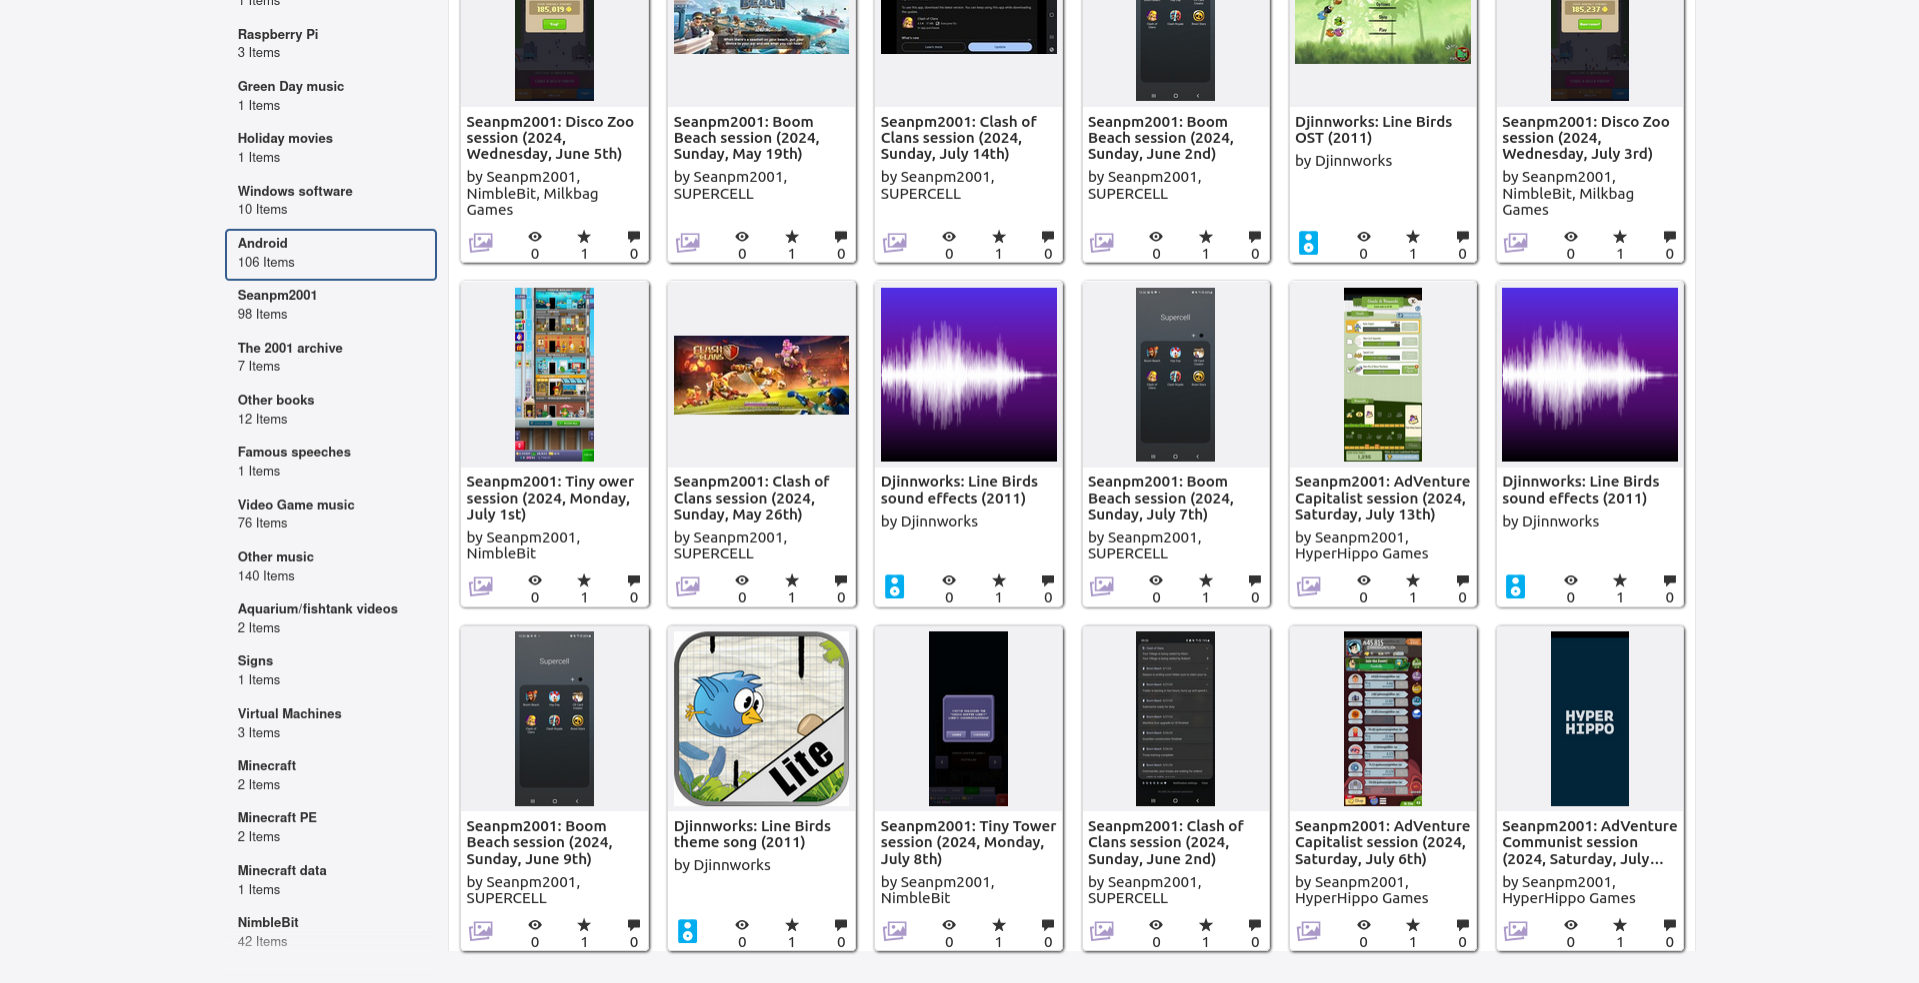 1 Items
Raspberry Pi
3 Items
Green Day music
1 Items
Holiday movies
1 Items
Windows software
10 Items
Android
106 Items
Seanpm2001
98 Items
The 2001 archive
7 Items
Other books
12 Items
Famous speeches
1 Items
Video Game music
76 Items
Other music
140 Items
Aquarium/fishtank videos
2 Items
Signs
1 Items
Virtual Machines
3 Items
Minecraft
2 Items
Minecraft PE
2 Items
Minecraft data
1 Items
NimbleBit
42 Items
185,019
BEACH
185,237
Seanpm2001: Disco Zoo
session (2024,
Wednesday, June 5th)
by Seanpm2001,
NimbleBit, Milkbag
Games
0 1 0
Seanpm2001: Boom
Beach session (2024,
Sunday, May 19th)
by Seanpm2001,
SUPERCELL
0 1 0
Seanpm2001: Clash of
Clans session (2024,
Sunday, July 14th)
by Seanpm2001,
SUPERCELL
0 1 0
Seanpm2001: Boom
Beach session (2024,
Sunday, June 2nd)
by Seanpm2001,
SUPERCELL
0 1 0
Djinnworks: Line Birds
OST (2011)
by Djinnworks
0 1 0
Seanpm2001: Disco Zoo
session (2024,
Wednesday, July 3rd)
by Seanpm2001,
NimbleBit, Milkbag
Games
0 1 0
Seanpm2001: Tiny ower
session (2024, Monday,
July 1st)
by Seanpm2001,
NimbleBit
0 1 0
CLASH
CLANS
Seanpm2001: Clash of
Clans session (2024,
Sunday, May 26th)
by Seanpm2001,
SUPERCELL
0 1 0
Djinnworks: Line Birds
sound effects (2011)
by Djinnworks
0 1 0
Supercell
Seanpm2001: Boom
Beach session (2024,
Sunday, July 7th)
by Seanpm2001,
SUPERCELL
0 1 0
Seanpm2001: AdVenture
Capitalist session (2024,
Saturday, July 13th)
by Seanpm2001,
HyperHippo Games
0 1 0
Djinnworks: Line Birds
sound effects (2011)
by Djinnworks
0 1 0
Supercell
Seanpm2001: Boom
Beach session (2024,
Sunday, June 9th)
by Seanpm2001,
SUPERCELL
0 1 0
Lite
Djinnworks: Line Birds
theme song (2011)
by Djinnworks
0 1 0
Seanpm2001: Tiny Tower
session (2024, Monday,
July 8th)
by Seanpm2001,
NimbleBit
0 1 0
Seanpm2001: Clash of
Clans session (2024,
Sunday, June 2nd)
by Seanpm2001,
SUPERCELL
0 1 0
Seanpm2001: AdVenture
Capitalist session (2024,
Saturday, July 6th)
by Seanpm2001,
HyperHippo Games
0 1 0
HYPER
HIPPO
Seanpm2001: AdVenture
Communist session
(2024, Saturday, July...
by Seanpm2001,
HyperHippo Games
0 1 0